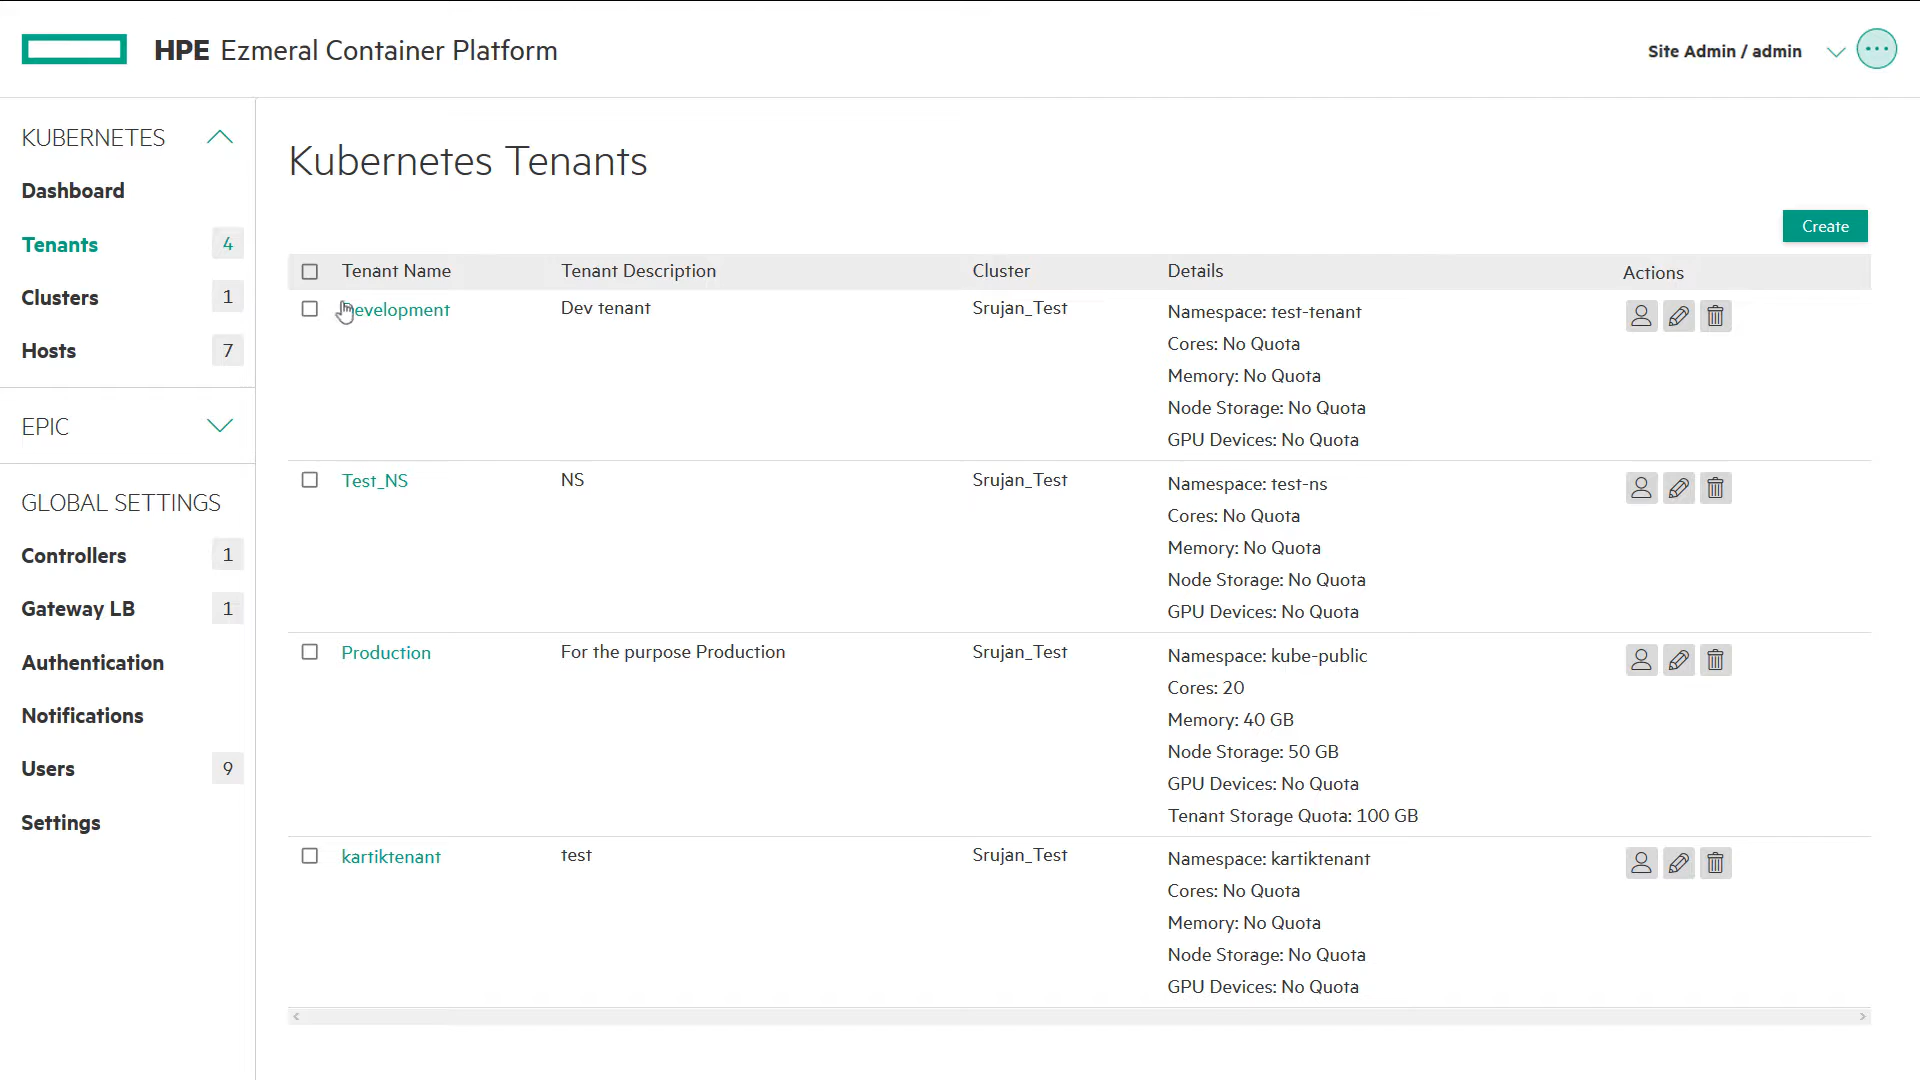 HPE Ezmeral Container Platform
Site Admin / admin
KUBERNETES
Dashboard
Tenants 4
Clusters 1
Hosts 7
EPIC
GLOBAL SETTINGS
Controllers 1
Gateway LB 1
Authentication
Notifications
Users 9
Settings
Kubernetes Tenants
Create
Tenant Name Tenant Description Cluster Details Actions
Development Dev tenant Srujan_Test Namespace: test-tenant
Cores: No Quota
Memory: No Quota
Node Storage: No Quota
GPU Devices: No Quota
Test_NS NS Srujan_Test Namespace: test-ns
Cores: No Quota
Memory: No Quota
Node Storage: No Quota
GPU Devices: No Quota
Production For the purpose Production Srujan_Test Namespace: kube-public
Cores: 20
Memory: 40 GB
Node Storage: 50 GB
GPU Devices: No Quota
Tenant Storage Quota: 100 GB
kartiktenant test Srujan_Test Namespace: kartiktenant
Cores: No Quota
Memory: No Quota
Node Storage: No Quota
GPU Devices: No Quota